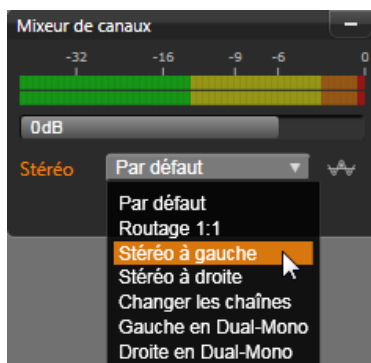 Mixeur de canaux
-32 -16 -9 -6 0
0dB
Stéréo Par défaut
Par défaut
Routage 1:1
Stéréo à gauche
Stéréo à droite
Changer les chaînes
Gauche en Dual-Mono
Droite en Dual-Mono